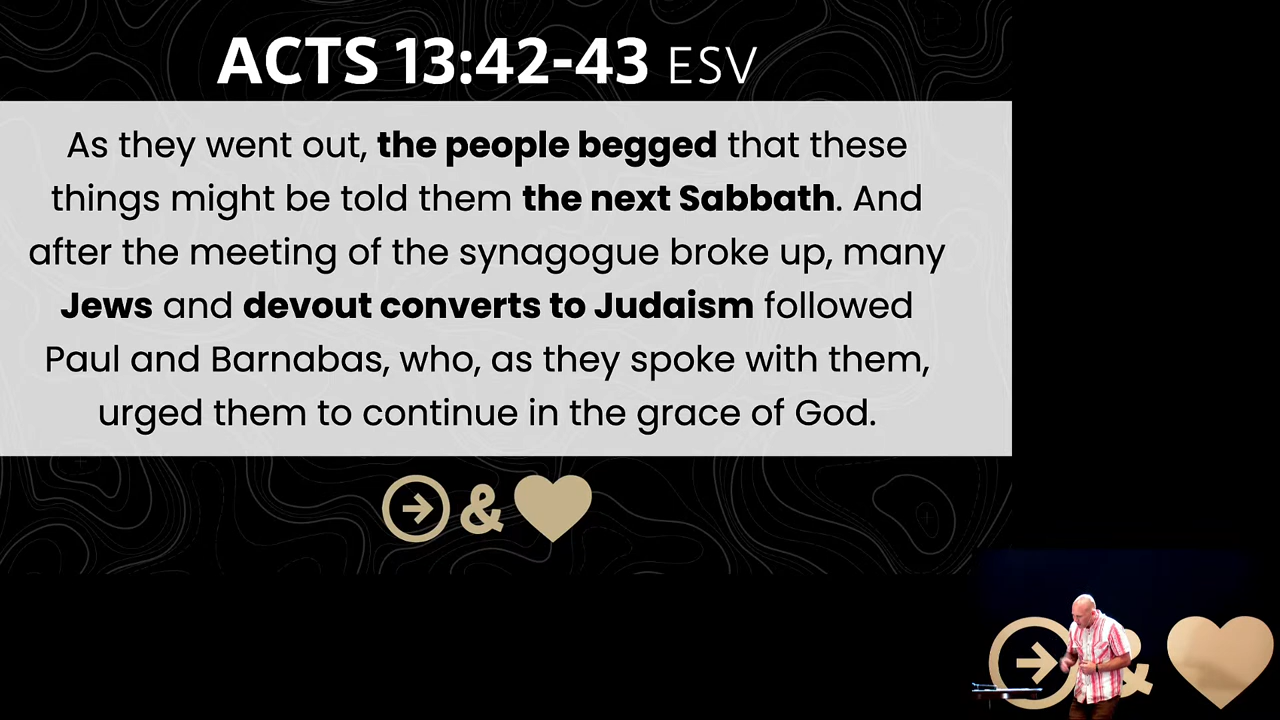 ACTS 13:42-43 ESV
As they went out, the people begged that these
things might be told them the next Sabbath. And
after the meeting of the synagogue broke up, many
Jews and devout converts to Judaism followed
Paul and Barnabas, who, as they spoke with them,
urged them to continue in the grace of God.
&
&